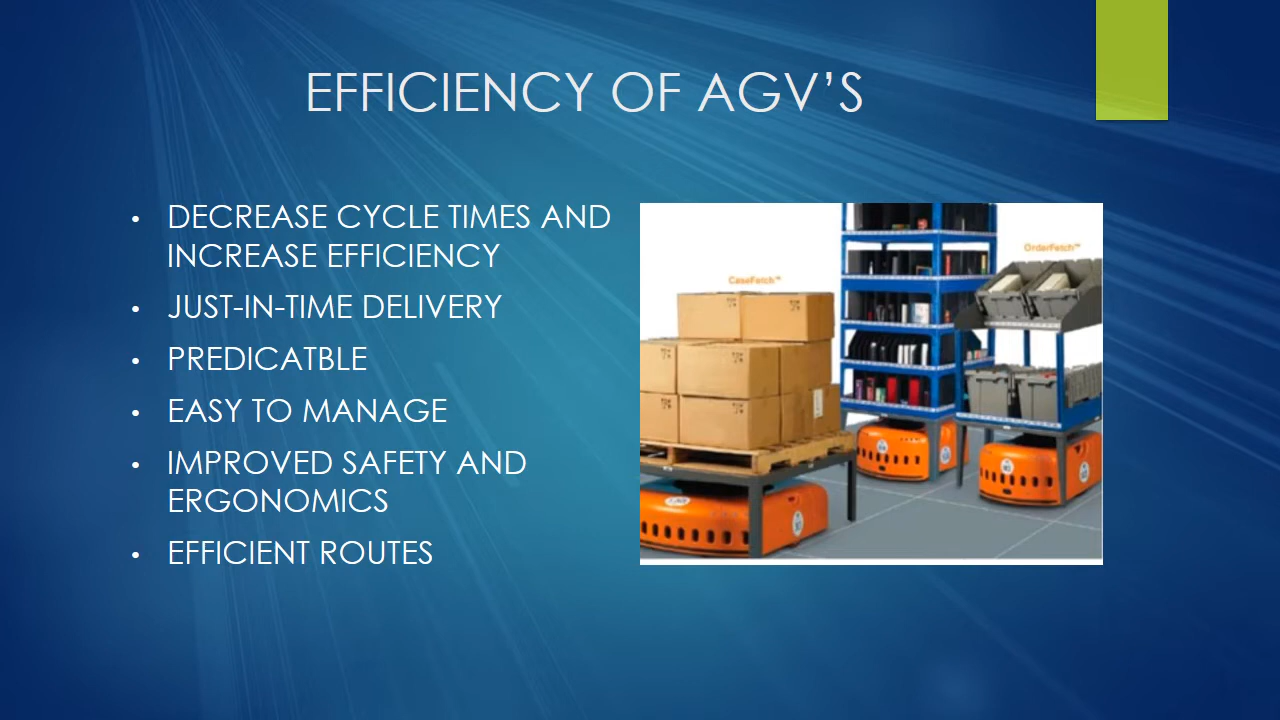 EFFICIENCY OF AGV’S
• DECREASE CYCLE TIMES AND
INCREASE EFFICIENCY
• JUST-IN-TIME DELIVERY
• PREDICATBLE
• EASY TO MANAGE
• IMPROVED SAFETY AND
ERGONOMICS
• EFFICIENT ROUTES
CaseFetch™
OrderFetch™